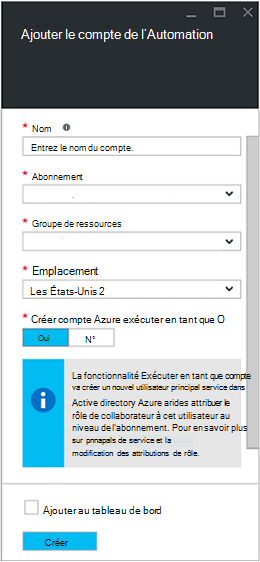 Ajouter le compte de l'Automation
* Nom
Entrez le nom du compte.
* Abonnement
* Groupe de ressources
* Emplacement
Les États-Unis 2
* Créer compte Azure exécuter en tant que O
Oui
N°
La fonctionnalité Exécuter en tant que compte
va créer un nouvel utilisateur principal service dans
Active directory Azure arides attribuer le
rôle de collaborateur à cet utilisateur au
niveau de l'abonnement. Pour en savoir plus
sur pnnapals de service et la
modification des attributions de rôle.
Ajouter au tableau de bord
Créer